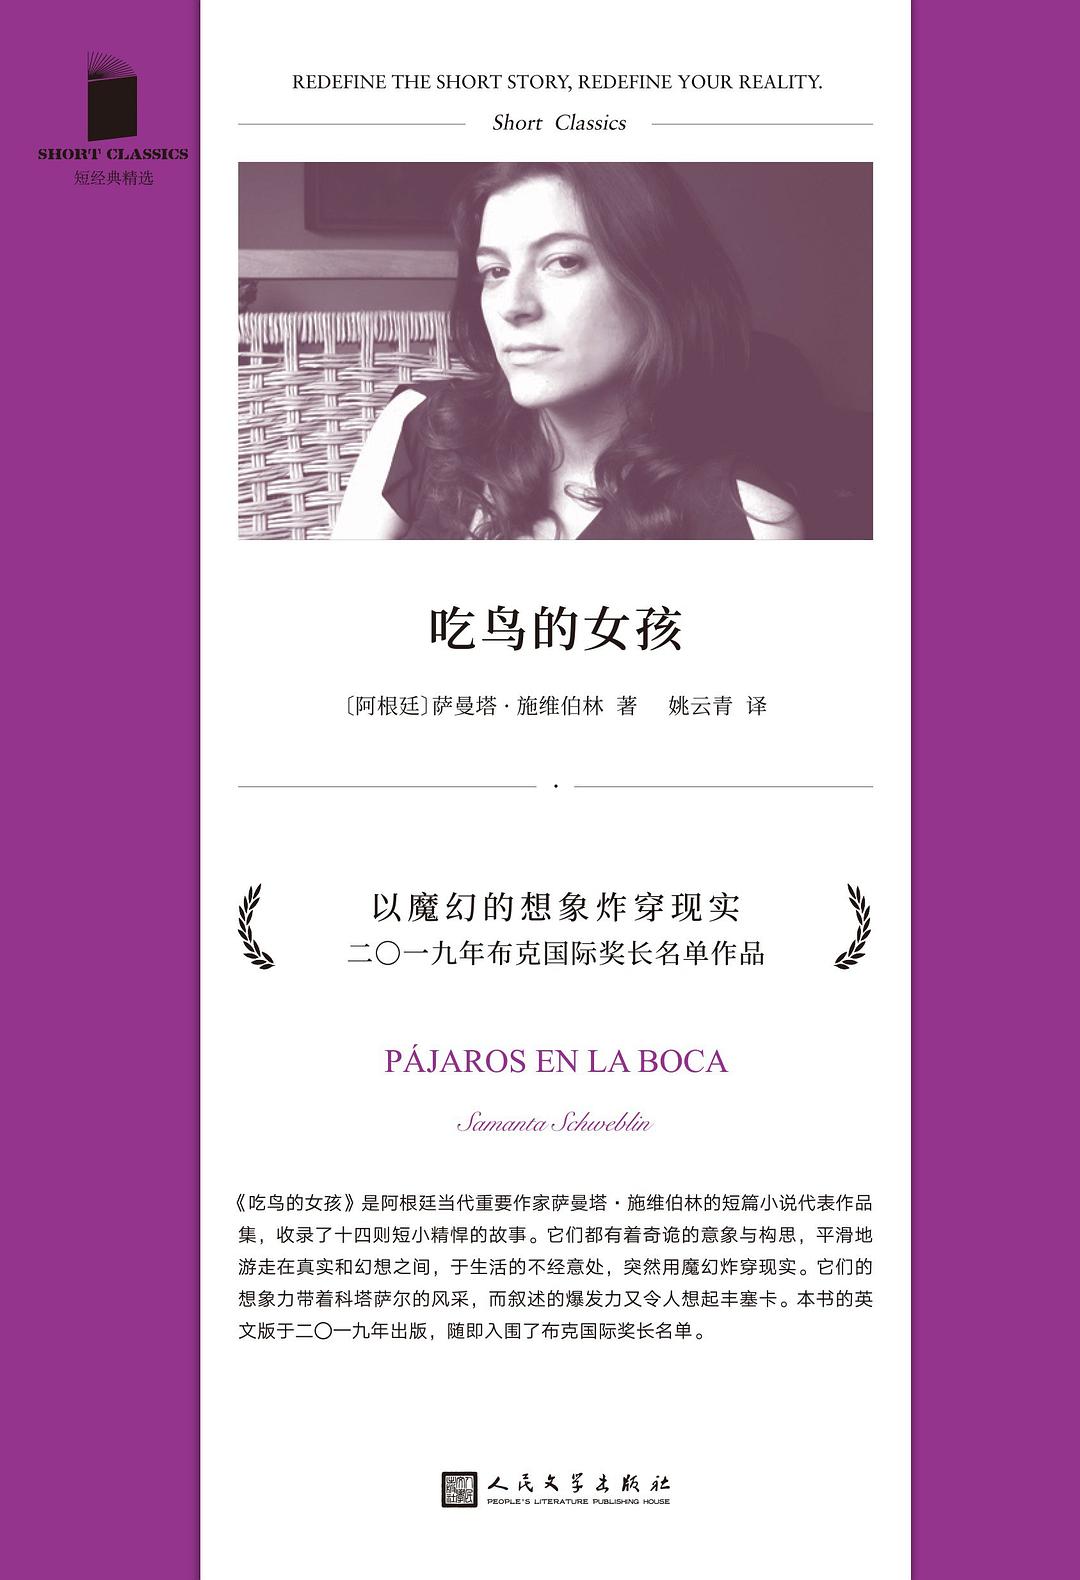 SHORT CLASSICS
短经典精选
REDEFINE THE SHORT STORY, REDEFINE YOUR REALITY.
Short Classics
吃鸟的女孩
〔阿根廷〕萨曼塔·施维伯林 著 姚云青 译
以魔幻的想象炸穿现实
二〇一九年布克国际奖长名单作品
PÁJAROS EN LA BOCA
Samanta Schweblin
《吃鸟的女孩》是阿根廷当代重要作家萨曼塔·施维伯林的短篇小说代表作品
集，收录了十四则短小精悍的故事。它们都有着奇诡的意象与构思，平滑地
游走在真实和幻想之间，于生活的不经意处，突然用魔幻炸穿现实。它们的
想象力带着科塔萨尔的风采，而叙述的爆发力又令人想起丰塞卡。本书的英
文版于二〇一九年出版，随即入围了布克国际奖长名单。
人民文学出版社
PEOPLE'S LITERATURE PUBLISHING HOUSE